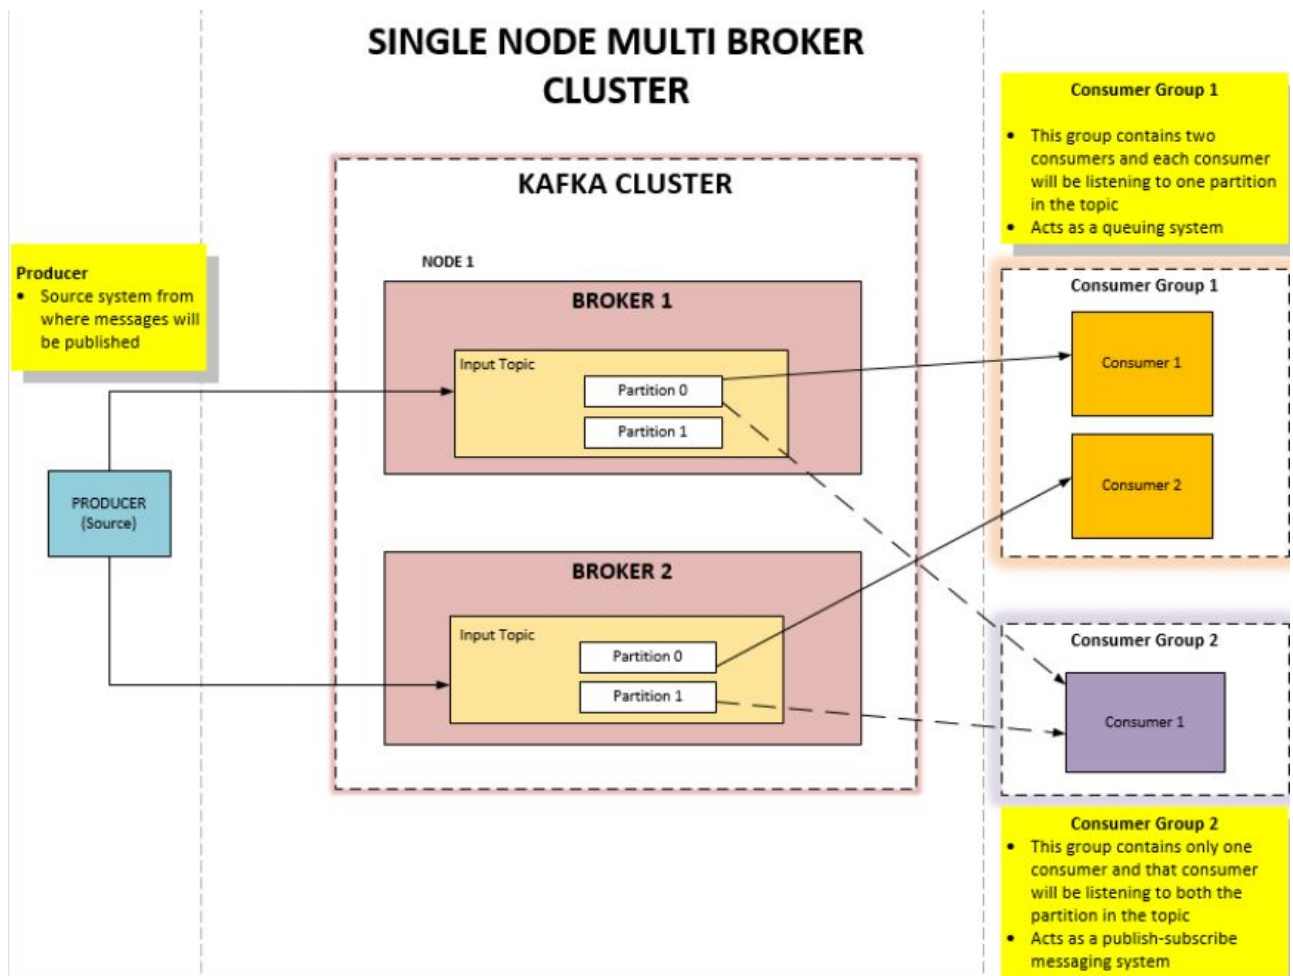 SINGLE NODE MULTI BROKER
CLUSTER
Producer
• Source system from
where messages will
be published
PRODUCER
(Source)
KAFKA CLUSTER
NODE 1
BROKER 1
Input Topic
Partition 0
Partition 1
BROKER 2
Input Topic
Partition 0
Partition 1
Consumer Group 1
• This group contains two
consumers and each consumer
will be listening to one partition
in the topic
• Acts as a queuing system
Consumer Group 1
Consumer 1
Consumer 2
Consumer Group 2
Consumer 1
Consumer Group 2
• This group contains only one
consumer and that consumer
will be listening to both the
partition in the topic
• Acts as a publish-subscribe
messaging system